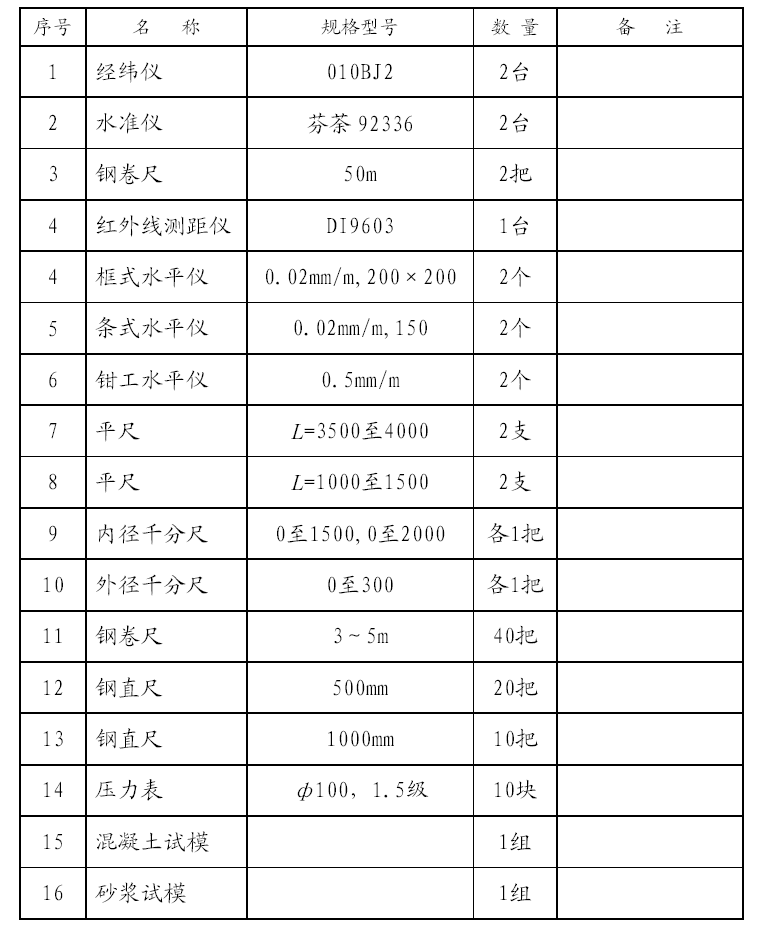 序号 名 称 规格型号 数 量 备 注
1 经纬仪 010BJ2 2台
2 水准仪 芬荼 92336 2台
3 钢卷尺 50m 2把
4 红外线测距仪 DI9603 1台
4 框式水平仪 0.02mm/m,200×200 2个
5 条式水平仪 0.02mm/m,150 2个
6 钳工水平仪 0.5mm/m 2个
7 平尺 L=3500至4000 2支
8 平尺 L=1000至1500 2支
9 内径千分尺 0至1500,0至2000 各1把
10 外径千分尺 0至300 各1把
11 钢卷尺 3~5m 40把
12 钢直尺 500mm 20把
13 钢直尺 1000mm 10把
14 压力表 φ100, 1.5级 10块
15 混凝土试模 1组
16 砂浆试模 1组